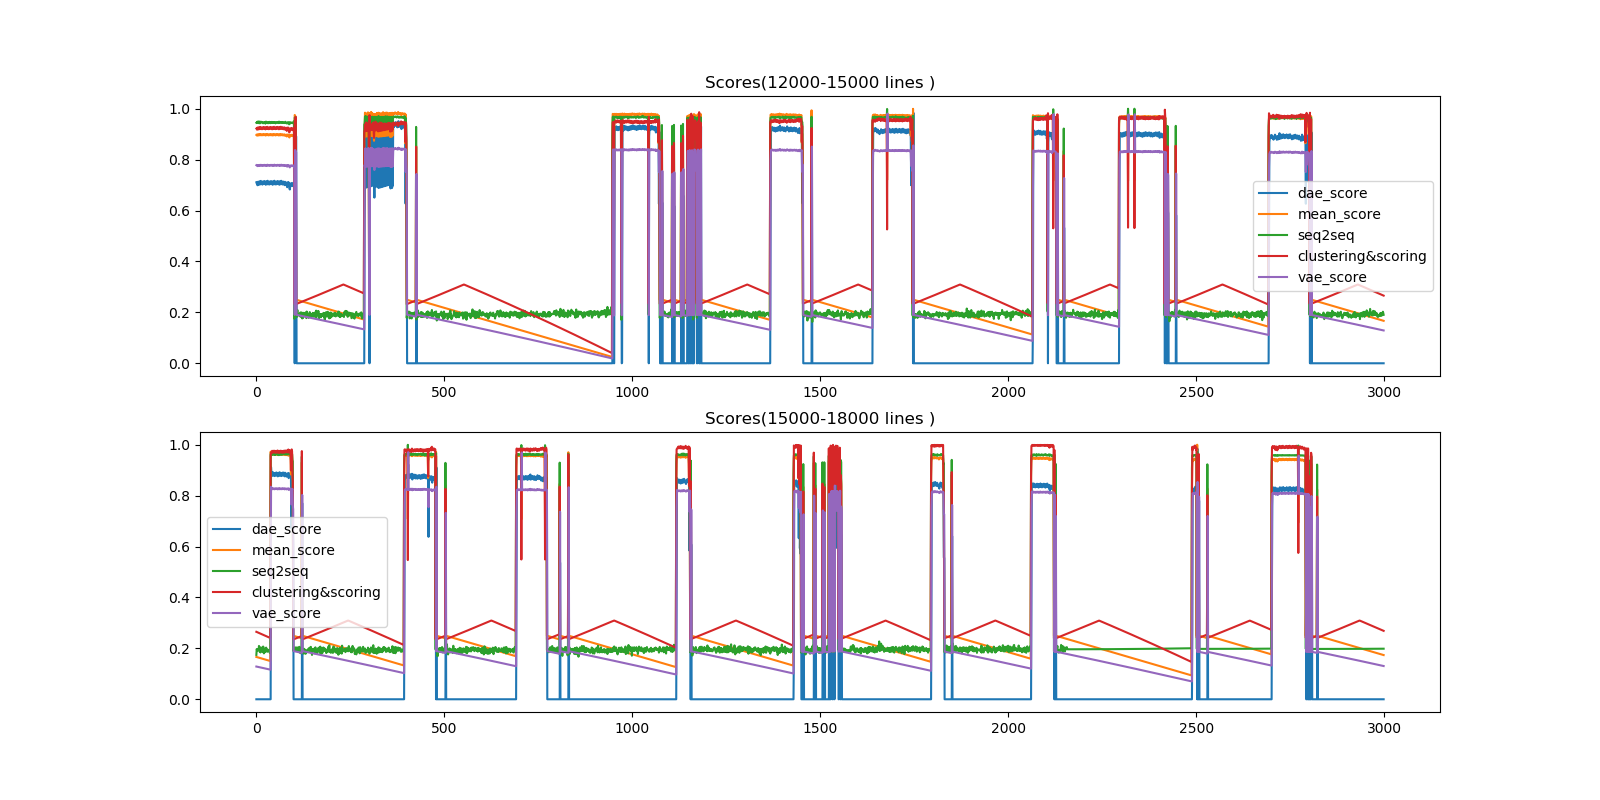 Scores(12000-15000 lines )
1.0
0.8
0.6
0.4
0.2
0.0
dae_score
mean_score
seq2seq
clustering&scoring
vae_score
0 500 1000 1500 2000 2500 3000
Scores(15000-18000 lines )
1.0
0.8
0.6
0.4
0.2
0.0
dae_score
mean_score
seq2seq
clustering&scoring
vae_score
0 500 1000 1500 2000 2500 3000